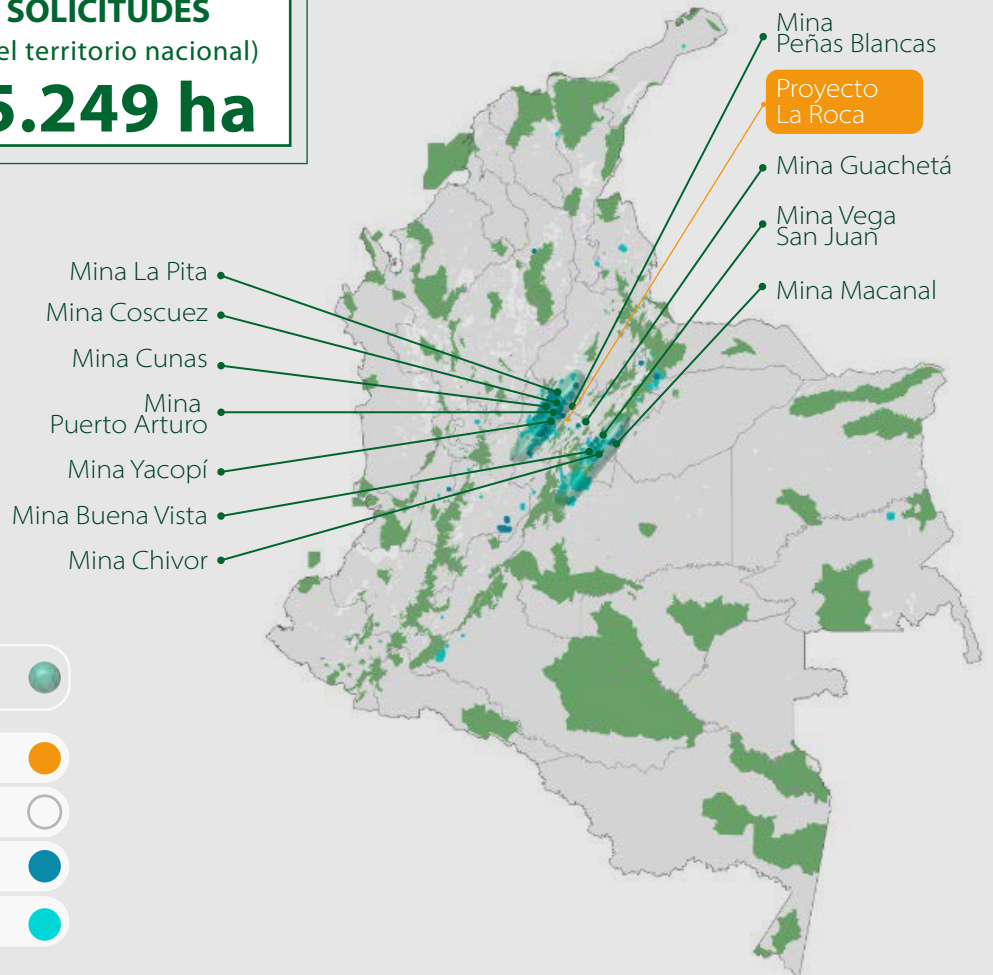 SOLICITUDES
el territorio nacional)
5.249 ha
Mina
Peñas Blancas
Proyecto
La Roca
Mina Guachetá
Mina Vega
San Juan
Mina Macanal
Mina La Pita
Mina Coscuez
Mina Cunas
Mina
Puerto Arturo
Mina Yacopí
Mina Buena Vista
Mina Chivor